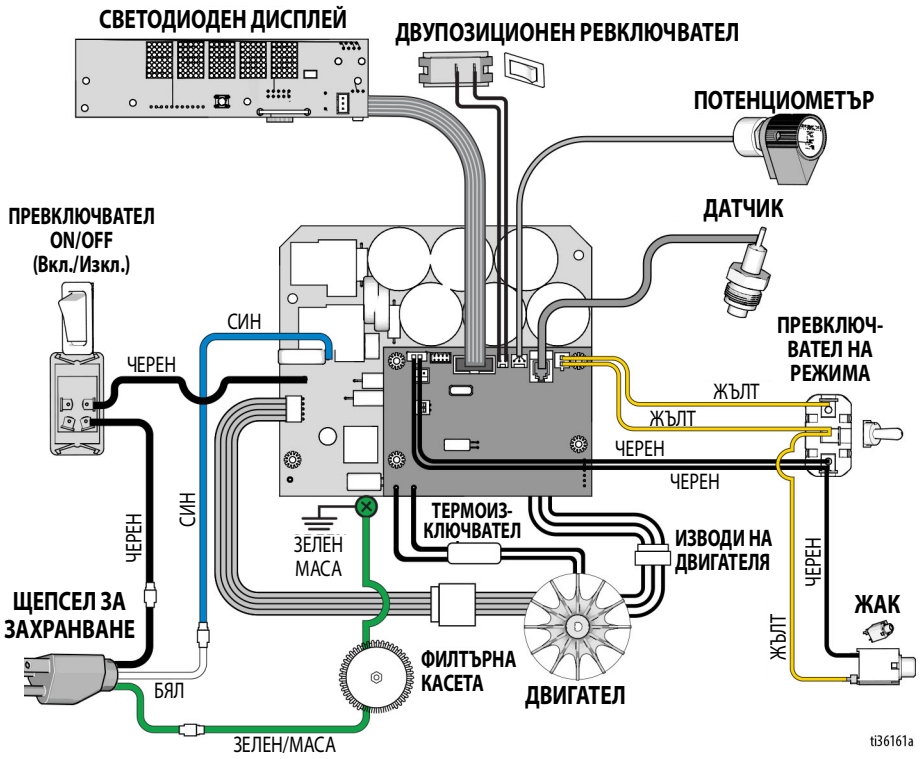 СВЕТОДИОДЕН ДИСПЛЕЙ
ДВУПОЗИЦИОНЕН РЕВКЛЮЧВАТЕЛ
ПОТЕНЦИОМЕТЪР
ДАТЧИК
ПРЕВКЛЮЧВАТЕЛ
ON/OFF
(Вкл./Изкл.)
СИН
ЧЕРЕН
ПРЕВКЛЮЧ-
ВАТЕЛ НА
РЕЖИМА
ЖЪЛТ
ЖЪЛТ
ЧЕРЕН
ЧЕРЕН
СИН
ЧЕРЕН
ЗЕЛЕН
МАСА
ТЕРМОИЗ-
КЛЮЧВАТЕЛ
ИЗВОДИ НА
ДВИГАТЕЛЯ
ЧЕРЕН
ЖЪЛТ
ЖАК
ЩЕПСЕЛ ЗА
ЗАХРАНВАНЕ
БЯЛ
ФИЛТЪРНА
КАСЕТА
ДВИГАТЕЛ
ЗЕЛЕН/МАСА
ti36161a